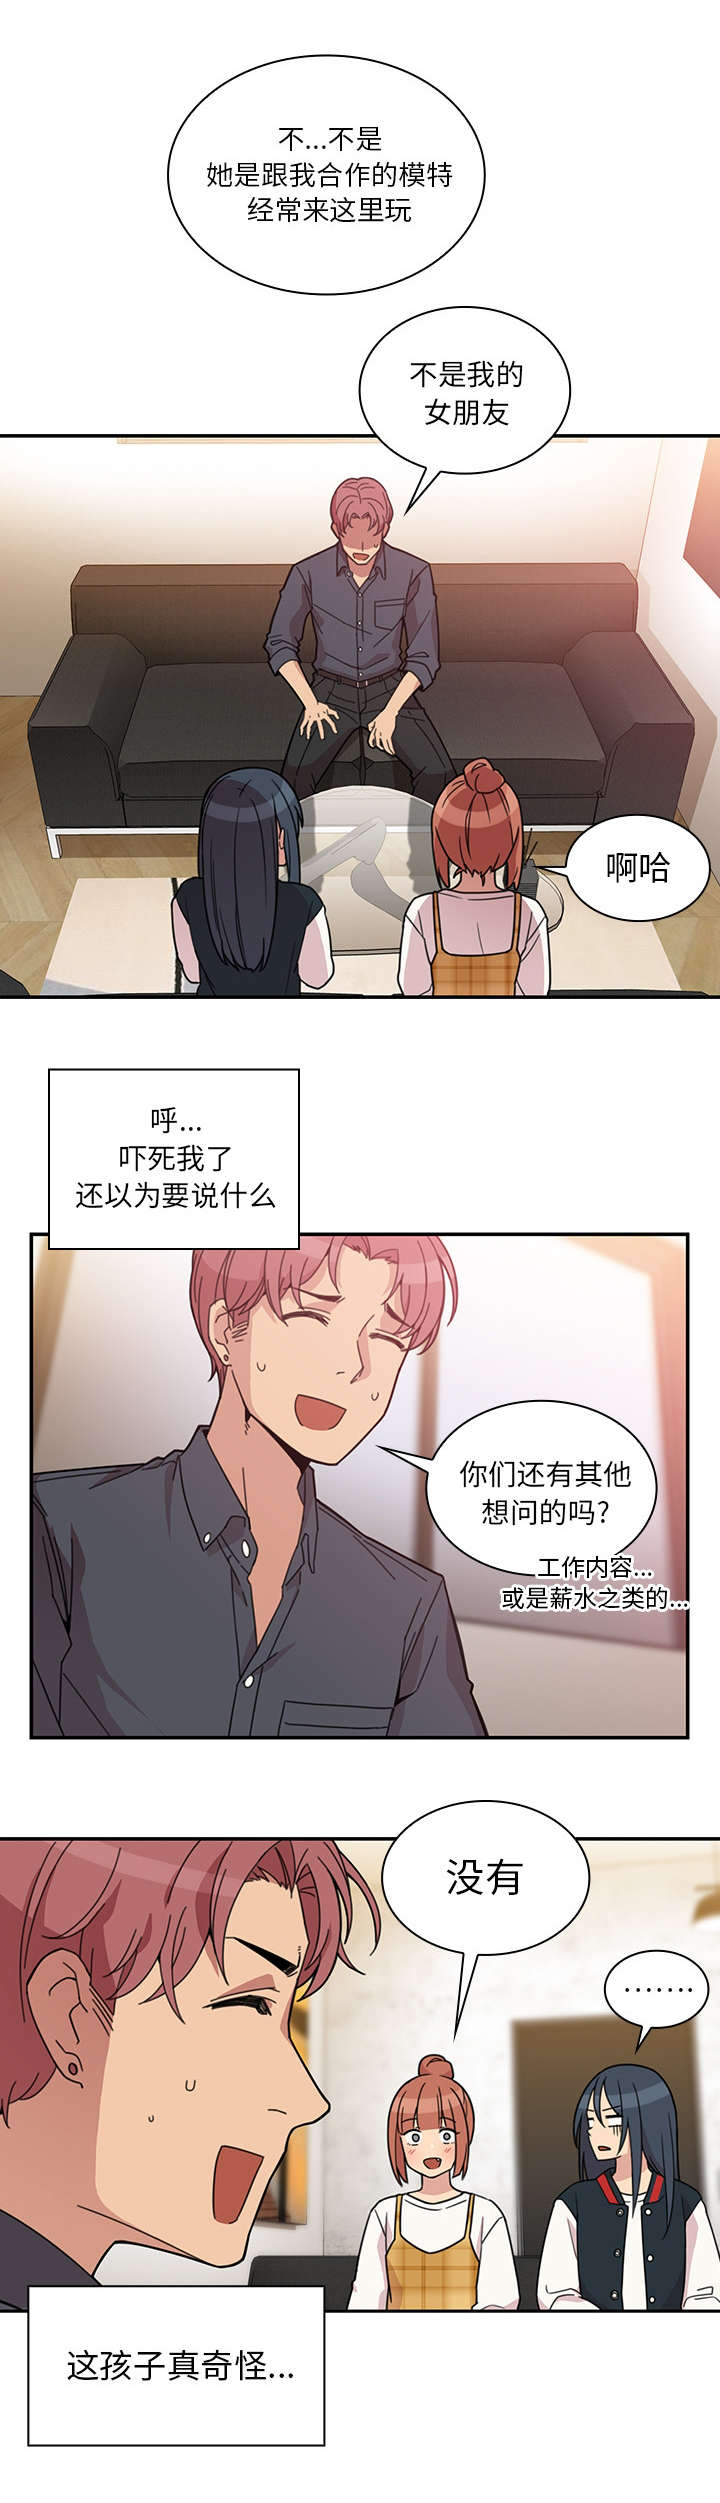 不...不是
她是跟我合作的模特
经常来这里玩
不是我的
女朋友
啊哈
呼...
吓死我了
还以为要说什么
你们还有其他
想问的吗?
工作内容...
或是薪水之类的...
没有
.......
这孩子真奇怪...